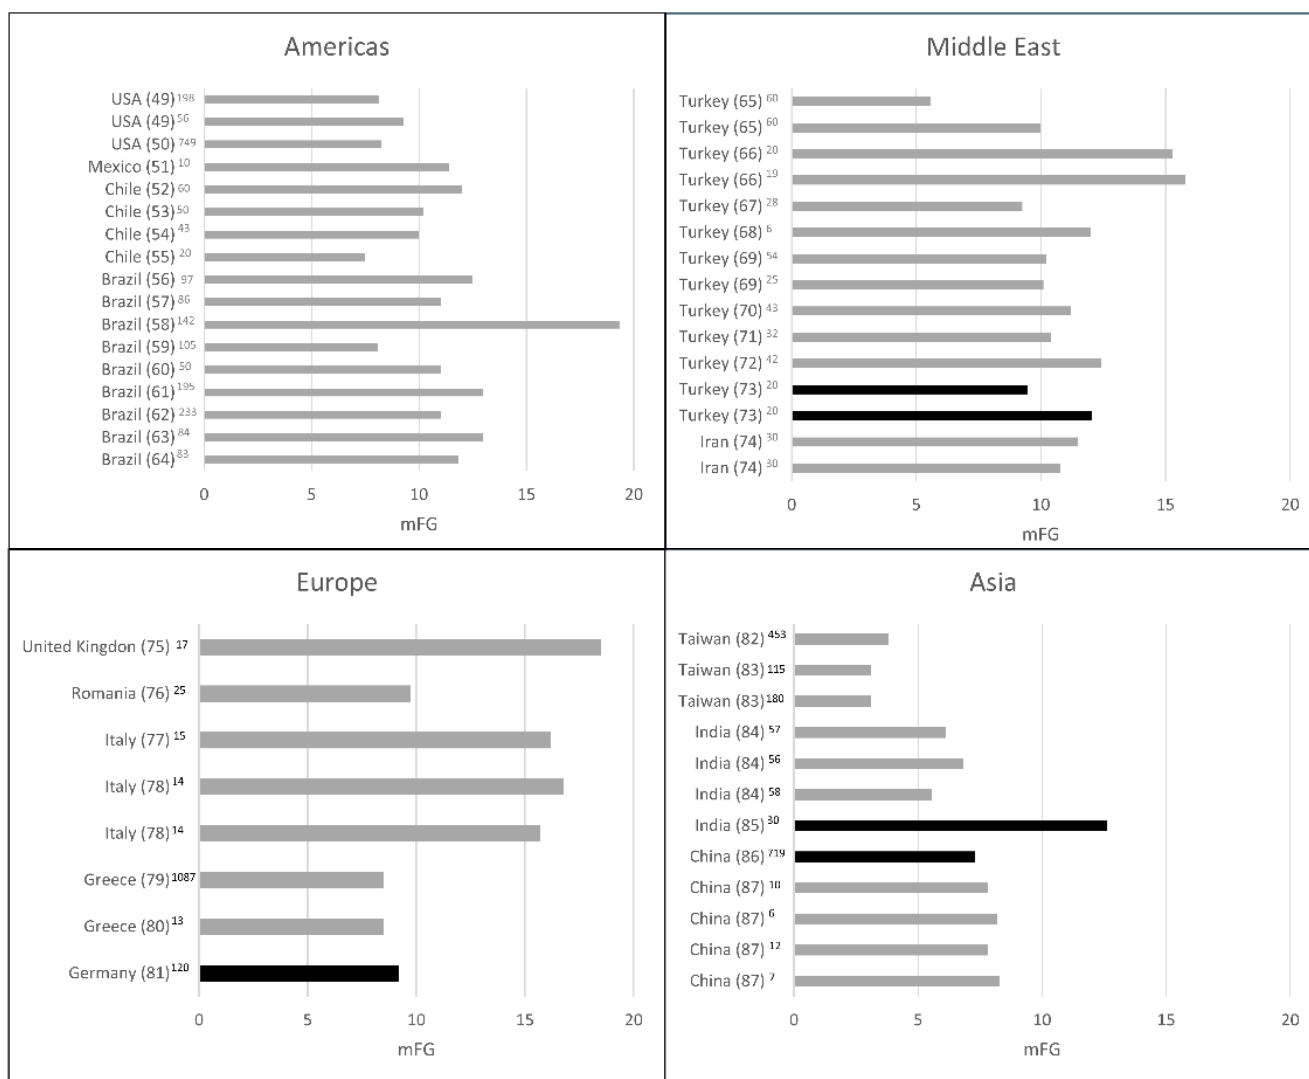 Americas
USA (49) 198
USA (49) 56
USA (50) 749
Mexico (51) 10
Chile (52) 60
Chile (53) 50
Chile (54) 43
Chile (55) 20
Brazil (56) 97
Brazil (57) 86
Brazil (58) 142
Brazil (59) 105
Brazil (60) 50
Brazil (61) 195
Brazil (62) 233
Brazil (63) 84
Brazil (64) 83
0 5 10 15 20
mFG
Middle East
Turkey (65) 60
Turkey (65) 60
Turkey (66) 20
Turkey (66) 19
Turkey (67) 28
Turkey (68) 6
Turkey (69) 54
Turkey (69) 25
Turkey (70) 43
Turkey (71) 32
Turkey (72) 42
Turkey (73) 20
Turkey (73) 20
Iran (74) 30
Iran (74) 30
0 5 10 15 20
mFG
Europe
United Kingdon (75) 17
Romania (76) 25
Italy (77) 15
Italy (78) 14
Italy (78) 14
Greece (79) 1087
Greece (80) 13
Germany (81) 120
0 5 10 15 20
mFG
Asia
Taiwan (82) 453
Taiwan (83) 115
Taiwan (83) 180
India (84) 57
India (84) 56
India (84) 58
India (85) 30
China (86) 719
China (87) 10
China (87) 6
China (87) 12
China (87) 7
0 5 10 15 20
mFG